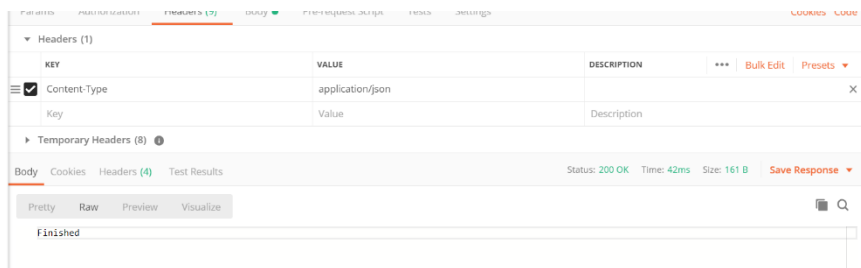 Params Authorization Headers (9) Body Pre-request Script Tests Settings Cookies Code
Headers (1)
KEY VALUE DESCRIPTION ••• Bulk Edit Presets
Content-Type application/json
Key Value Description
Temporary Headers (8)
Body Cookies Headers (4) Test Results Status: 200 OK Time: 42ms Size: 161 B Save Response
Pretty Raw Preview Visualize
Finished